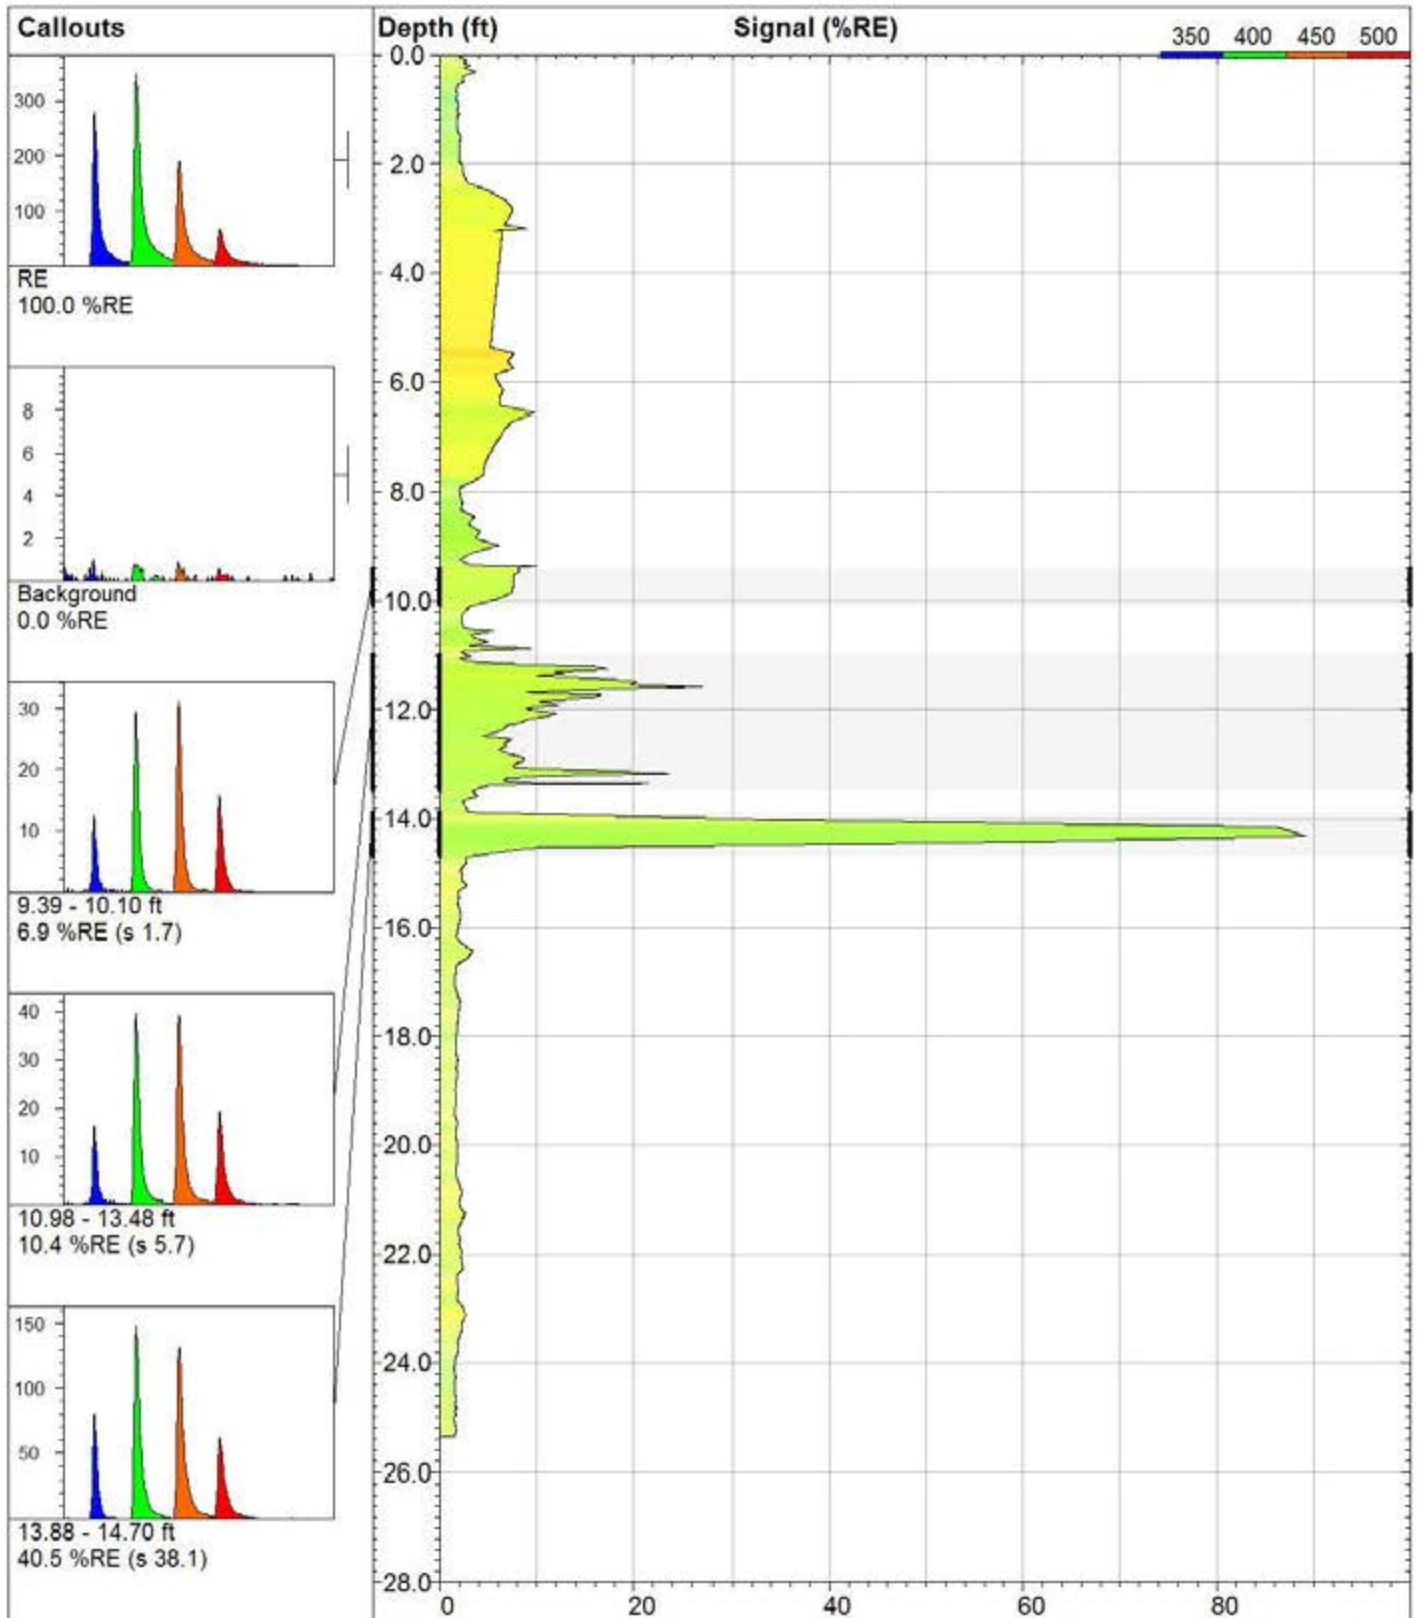 Callouts
300
200
100
RE
100.0 %RE
8
6
4
2
Background
0.0 %RE
30
20
10
9.39 - 10.10 ft
6.9 %RE (s 1.7)
40
30
20
10
10.98 - 13.48 ft
10.4 %RE (s 5.7)
150
100
50
13.88 - 14.70 ft
40.5 %RE (s 38.1)
Depth (ft) Signal (%RE)
350 400 450 500
0.0
2.0
4.0
6.0
8.0
10.0
12.0
14.0
16.0
18.0
20.0
22.0
24.0
26.0
28.0
0 20 40 60 80